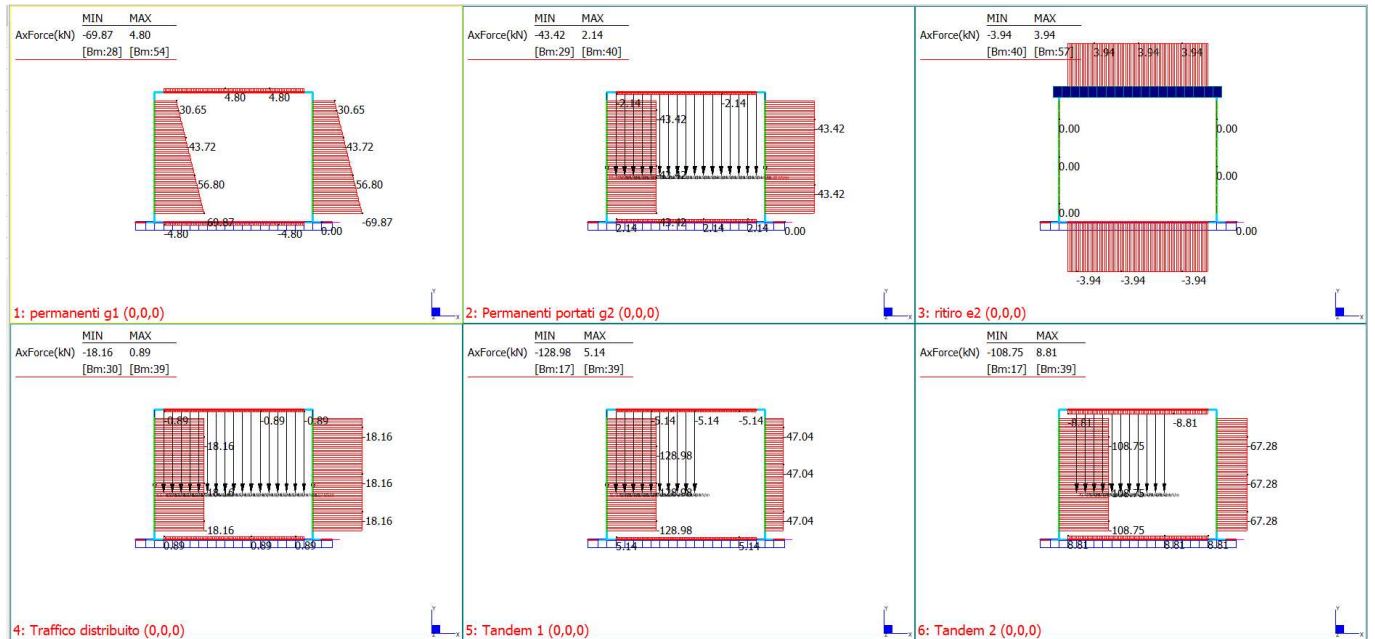 MIN MAX
AxForce(kN) -69.87 4.80
[Bm:28] [Bm:54]
4.80 4.80
-30.65 -30.65
-43.72 -43.72
-56.80 -56.80
-69.87 -69.87
-4.80 -4.80 0.00
1: permanenti g1 (0,0,0)
MIN MAX
AxForce(kN) -43.42 2.14
[Bm:29] [Bm:40]
-2.14 -2.14
-43.42 -43.42
-43.42 -43.42
-43.42
2.14 2.14 2.14 0.00
2: Permanenti portati g2 (0,0,0)
MIN MAX
AxForce(kN) -3.94 3.94
[Bm:40] [Bm:57]
3.94 3.94 3.94
0.00 0.00
0.00 0.00
0.00
0.00
-3.94 -3.94 -3.94
3: ritiro e2 (0,0,0)
MIN MAX
AxForce(kN) -18.16 0.89
[Bm:30] [Bm:39]
-0.89 -0.89 -0.89
-18.16 -18.16
-18.16 -18.16
-18.16 -18.16
0.89 0.89 0.89
4: Traffico distribuito (0,0,0)
MIN MAX
AxForce(kN) -128.98 5.14
[Bm:17] [Bm:39]
-5.14 -5.14 -5.14
-128.98 -47.04
-128.98 -47.04
-128.98 -47.04
5.14 5.14
5: Tandem 1 (0,0,0)
MIN MAX
AxForce(kN) -108.75 8.81
[Bm:17] [Bm:39]
-8.81 -8.81
-108.75 -67.28
-108.75 -67.28
-108.75 -67.28
8.81 8.81 8.81
6: Tandem 2 (0,0,0)